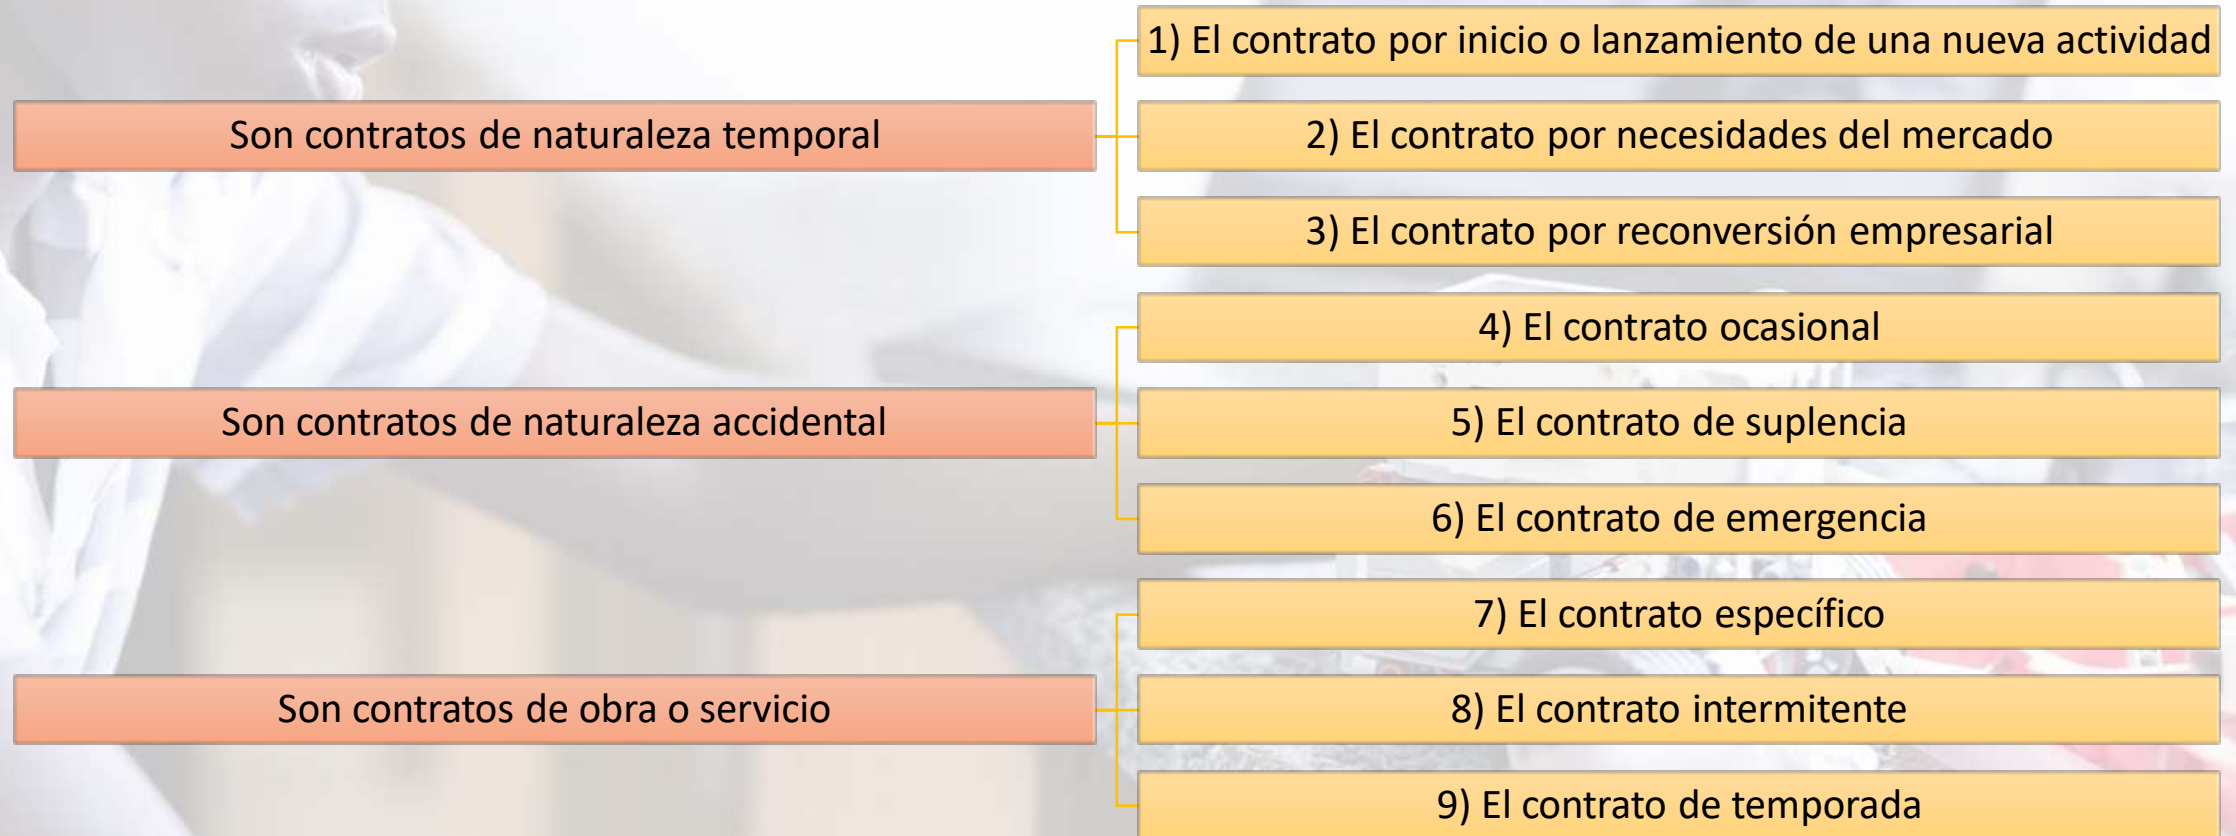 Son contratos de naturaleza temporal
1) El contrato por inicio o lanzamiento de una nueva actividad
2) El contrato por necesidades del mercado
3) El contrato por reconversión empresarial
Son contratos de naturaleza accidental
4) El contrato ocasional
5) El contrato de suplencia
6) El contrato de emergencia
Son contratos de obra o servicio
7) El contrato específico
8) El contrato intermitente
9) El contrato de temporada